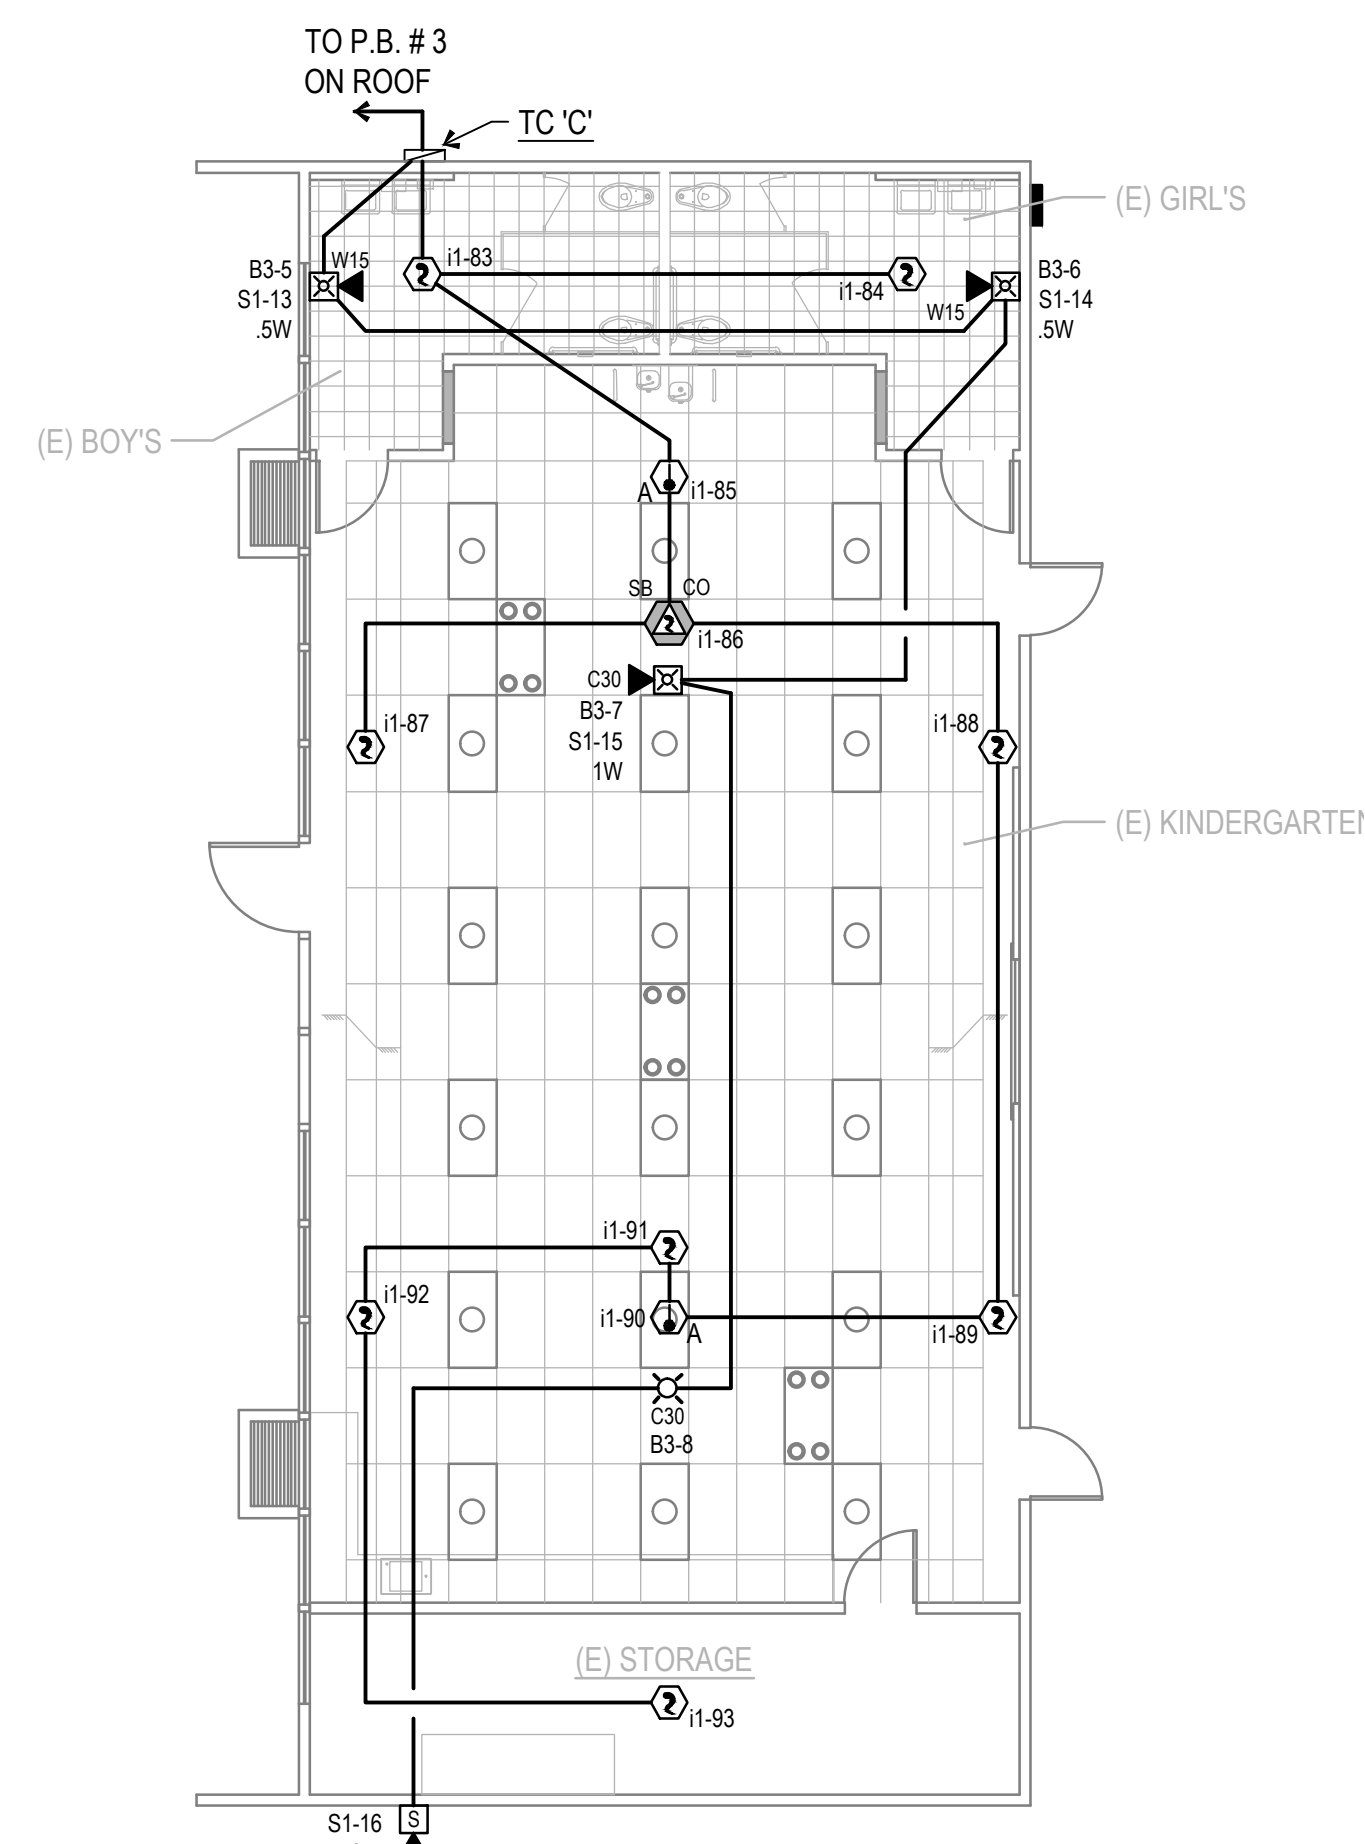 TO P.B. # 3
ON ROOF
TC 'C'
(E) GIRL'S
B3-5
S1-13
.5W
W15
i1-83
i1-84
W15
B3-6
S1-14
.5W
(E) BOY'S
A
i1-85
SB
CO
i1-86
C30
B3-7
S1-15
1W
i1-87
i1-88
(E) KINDERGARTEN
i1-91
i1-92
i1-90
A
i1-89
C30
B3-8
(E) STORAGE
i1-93
S1-16
S